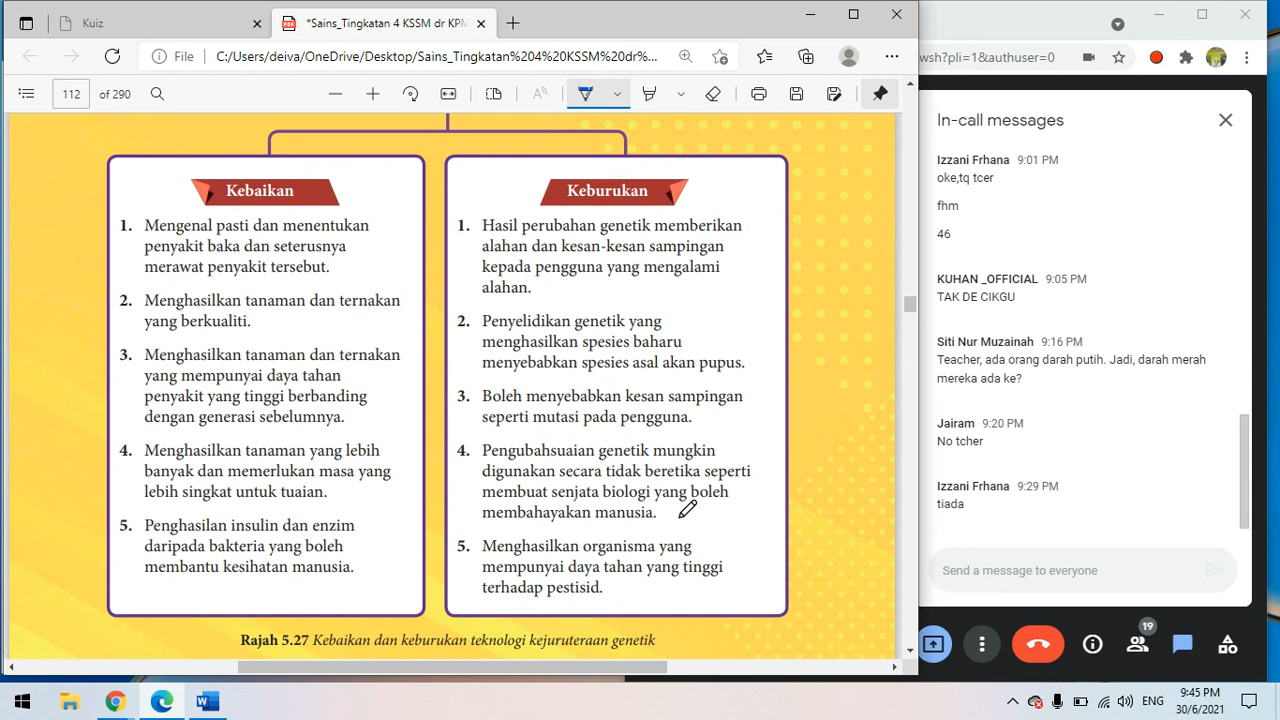 Kuiz
*Sains_Tingkatan 4 KSSM dr KPM
File
C:/Users/deiva/OneDrive/Desktop/Sains_Tingkatan%204%20KSSM%20dr%...
112 of 290
Kebaikan
1. Mengenal pasti dan menentukan
penyakit baka dan seterusnya
merawat penyakit tersebut.
2. Menghasilkan tanaman dan ternakan
yang berkualiti.
3. Menghasilkan tanaman dan ternakan
yang mempunyai daya tahan
penyakit yang tinggi berbanding
dengan generasi sebelumnya.
4. Menghasilkan tanaman yang lebih
banyak dan memerlukan masa yang
lebih singkat untuk tuaian.
5. Penghasilan insulin dan enzim
daripada bakteria yang boleh
membantu kesihatan manusia.
Keburukan
1. Hasil perubahan genetik memberikan
alahan dan kesan-kesan sampingan
kepada pengguna yang mengalami
alahan.
2. Penyelidikan genetik yang
menghasilkan spesies baharu
menyebabkan spesies asal akan pupus.
3. Boleh menyebabkan kesan sampingan
seperti mutasi pada pengguna.
4. Pengubahsuaian genetik mungkin
digunakan secara tidak beretika seperti
membuat senjata biologi yang boleh
membahayakan manusia.
5. Menghasilkan organisma yang
mempunyai daya tahan yang tinggi
terhadap pestisid.
Rajah 5.27 Kebaikan dan keburukan teknologi kejuruteraan genetik
wsh?pli=1&authuser=0
In-call messages
Izzani Frhana 9:01 PM
oke,tq tcer
fhm
46
KUHAN _OFFICIAL 9:05 PM
TAK DE CIKGU
Siti Nur Muzainah 9:16 PM
Teacher, ada orang darah putih. Jadi, darah merah
mereka ada ke?
Jairam 9:20 PM
No tcher
Izzani Frhana 9:29 PM
tiada
Send a message to everyone
19
ENG
9:45 PM
30/6/2021